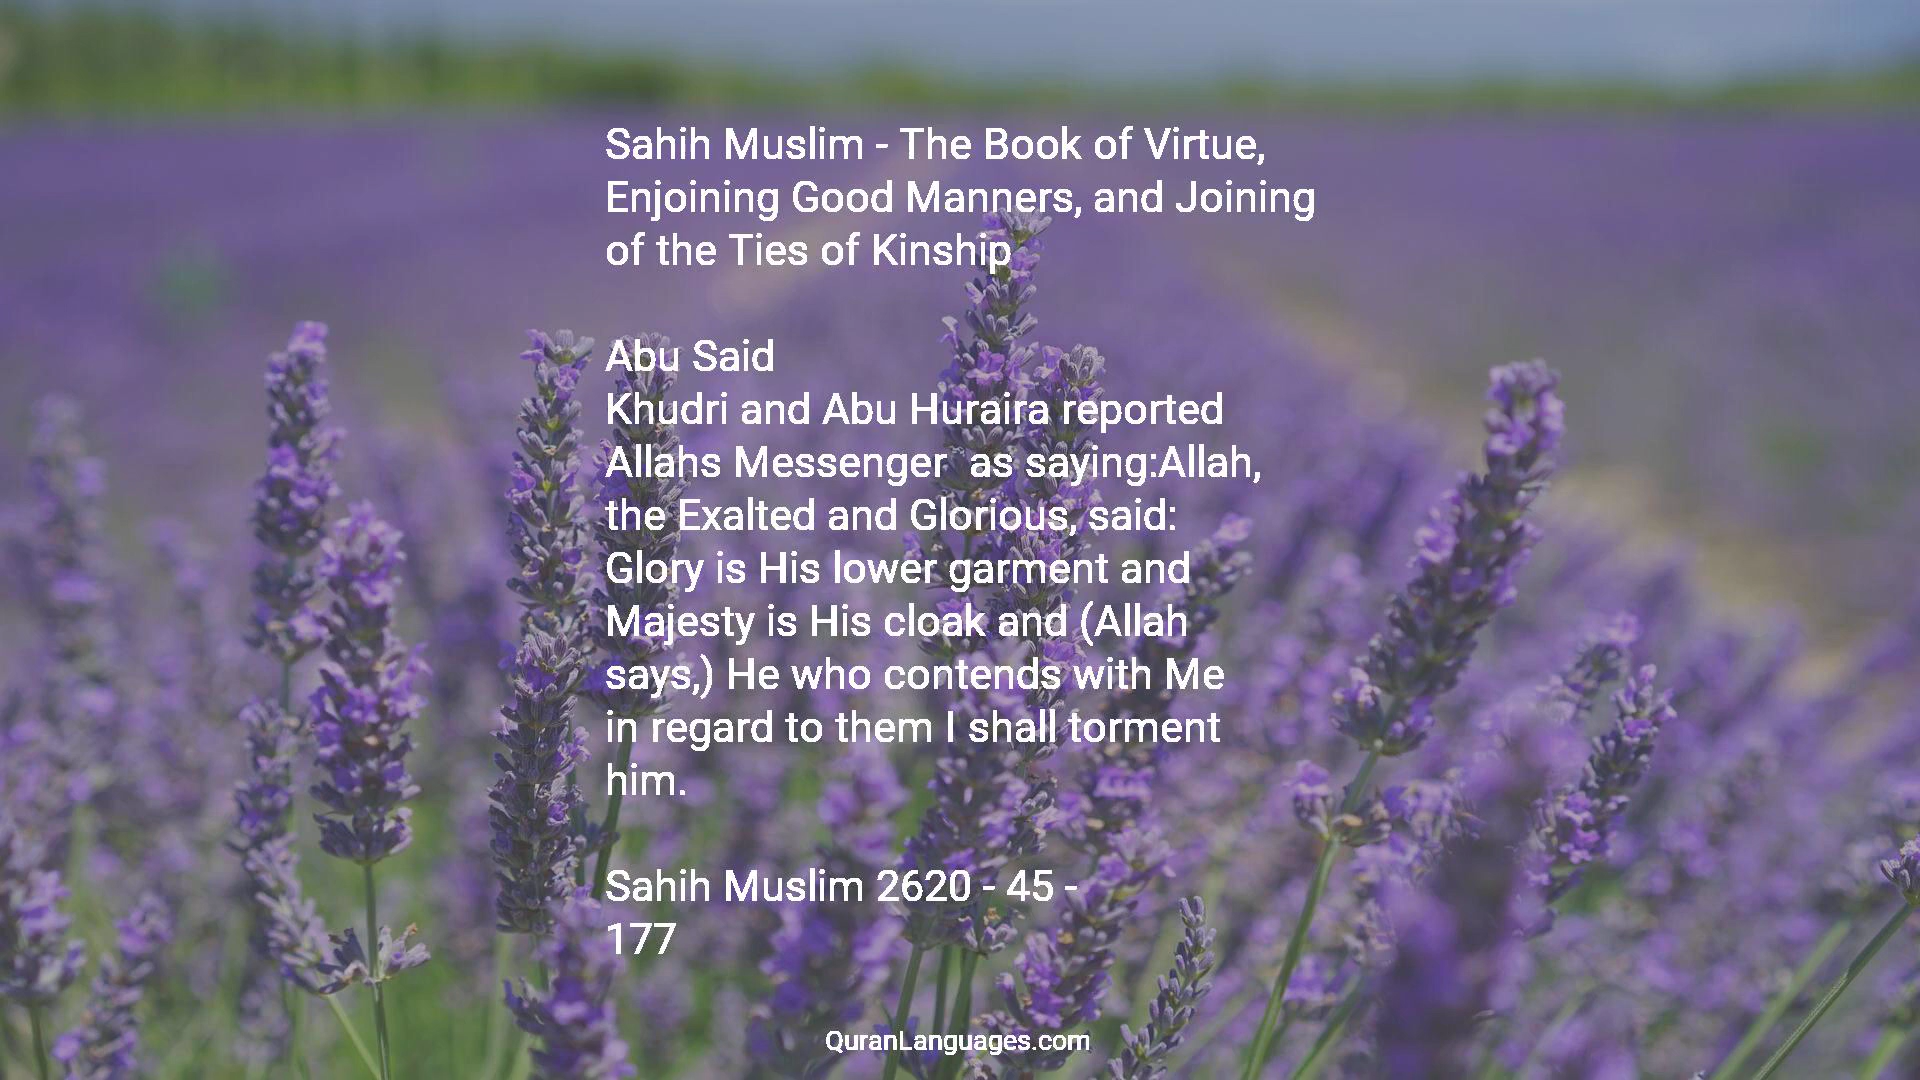 Sahih Muslim - The Book of Virtue,
Enjoining Good Manners, and Joining
of the Ties of Kinship
Abu Said
Khudri and Abu Huraira reported
Allahs Messenger  as saying:Allah,
the Exalted and Glorious, said:
Glory is His lower garment and
Majesty is His cloak and (Allah
says,) He who contends with Me
in regard to them I shall torment
him.
Sahih Muslim 2620 - 45 -
177
QuranLanguages.com